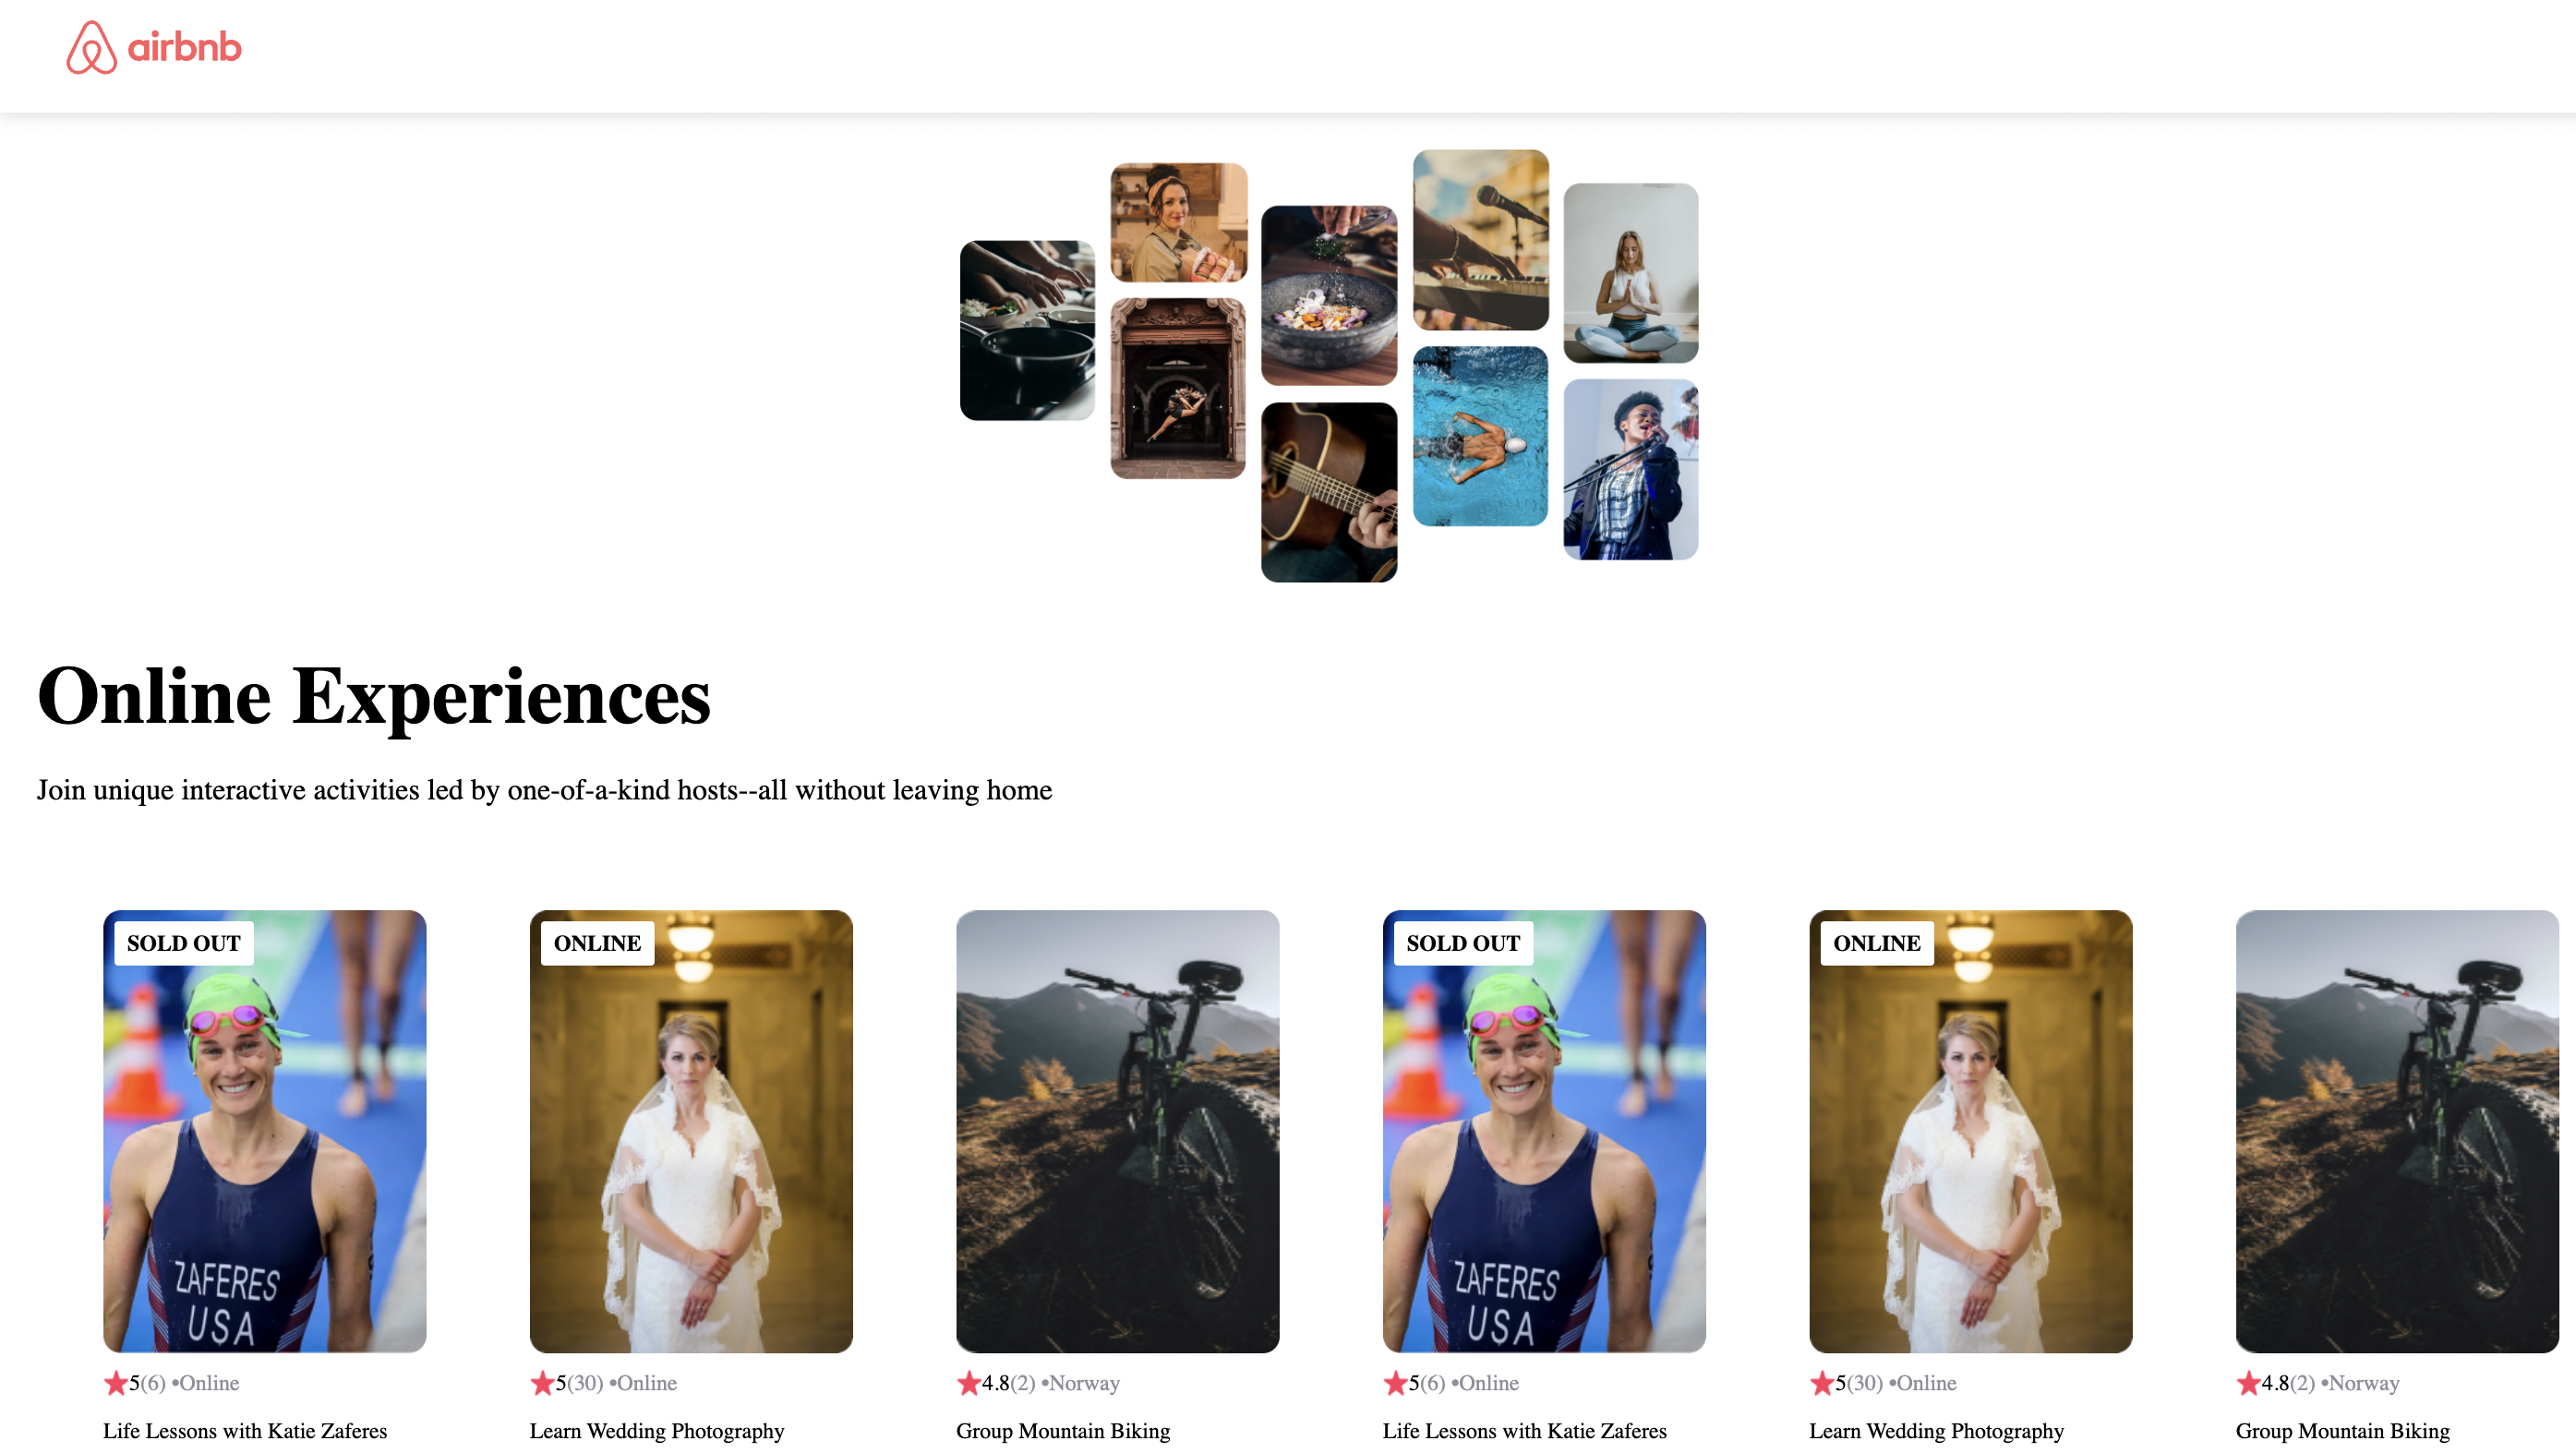 airbnb
Online Experiences
Join unique interactive activities led by one-of-a-kind hosts--all without leaving home
SOLD OUT
ONLINE
SOLD OUT
ONLINE
ZAFERES
USA
ZAFERES
USA
5(6) •Online
5(30) •Online
4.8(2) •Norway
5(6) •Online
5(30) •Online
4.8(2) •Norway
Life Lessons with Katie Zaferes
Learn Wedding Photography
Group Mountain Biking
Life Lessons with Katie Zaferes
Learn Wedding Photography
Group Mountain Biking